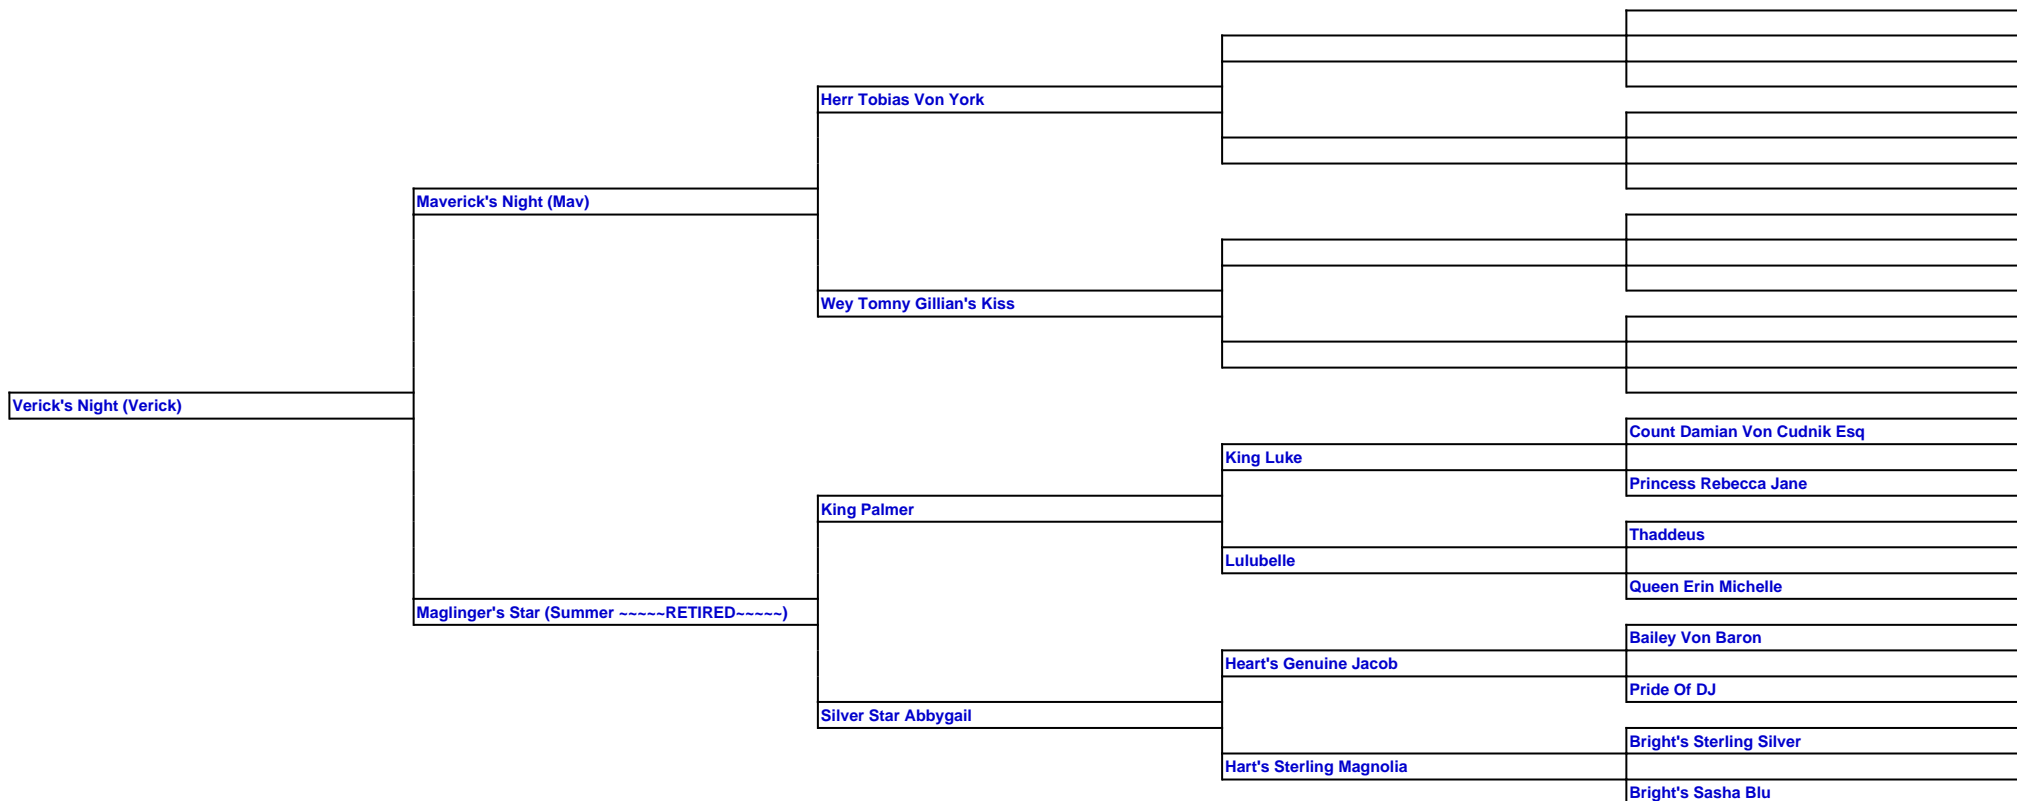 Herr Tobias Von York
Maverick's Night (Mav)
Wey Tomny Gillian's Kiss
Verick's Night (Verick)
Count Damian Von Cudnik Esq
King Luke
Princess Rebecca Jane
King Palmer
Thaddeus
Lulubelle
Queen Erin Michelle
Maglinger's Star (Summer ~~~~~RETIRED~~~~~)
Bailey Von Baron
Heart's Genuine Jacob
Pride Of DJ
Silver Star Abbygail
Bright's Sterling Silver
Hart's Sterling Magnolia
Bright's Sasha Blu